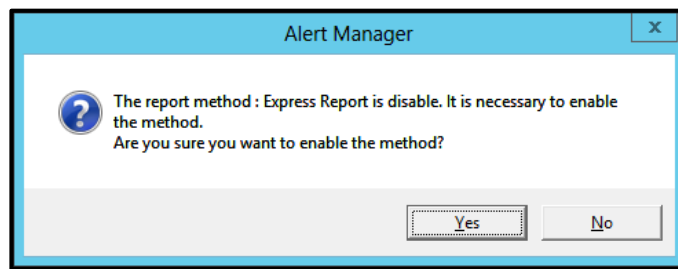 Alert Manager
x
The report method : Express Report is disable. It is necessary to enable
the method.
Are you sure you want to enable the method?
Yes
No